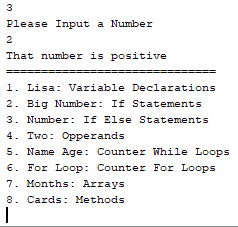 3
Please Input a Number
2
That number is positive
==============================
1. Lisa: Variable Declarations
2. Big Number: If Statements
3. Number: If Else Statements
4. Two: Opperands
5. Name Age: Counter While Loops
6. For Loop: Counter For Loops
7. Months: Arrays
8. Cards: Methods